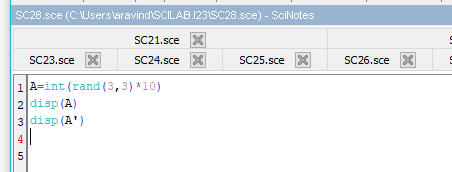 SC28.sce (C:\Users\aravind\SCILAB.I23\SC28.sce) - SciNotes
SC21.sce
SC23.sce SC24.sce SC25.sce SC26.sce
1 A=int(rand(3,3)*10)
2 disp(A)
3 disp(A')
4
5